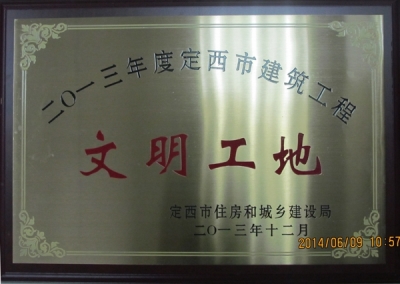 二〇一三年度定西市建筑工程
文明工地
定西市住房和城乡建设局
二〇一三年十二月
2014/06/09 10:57